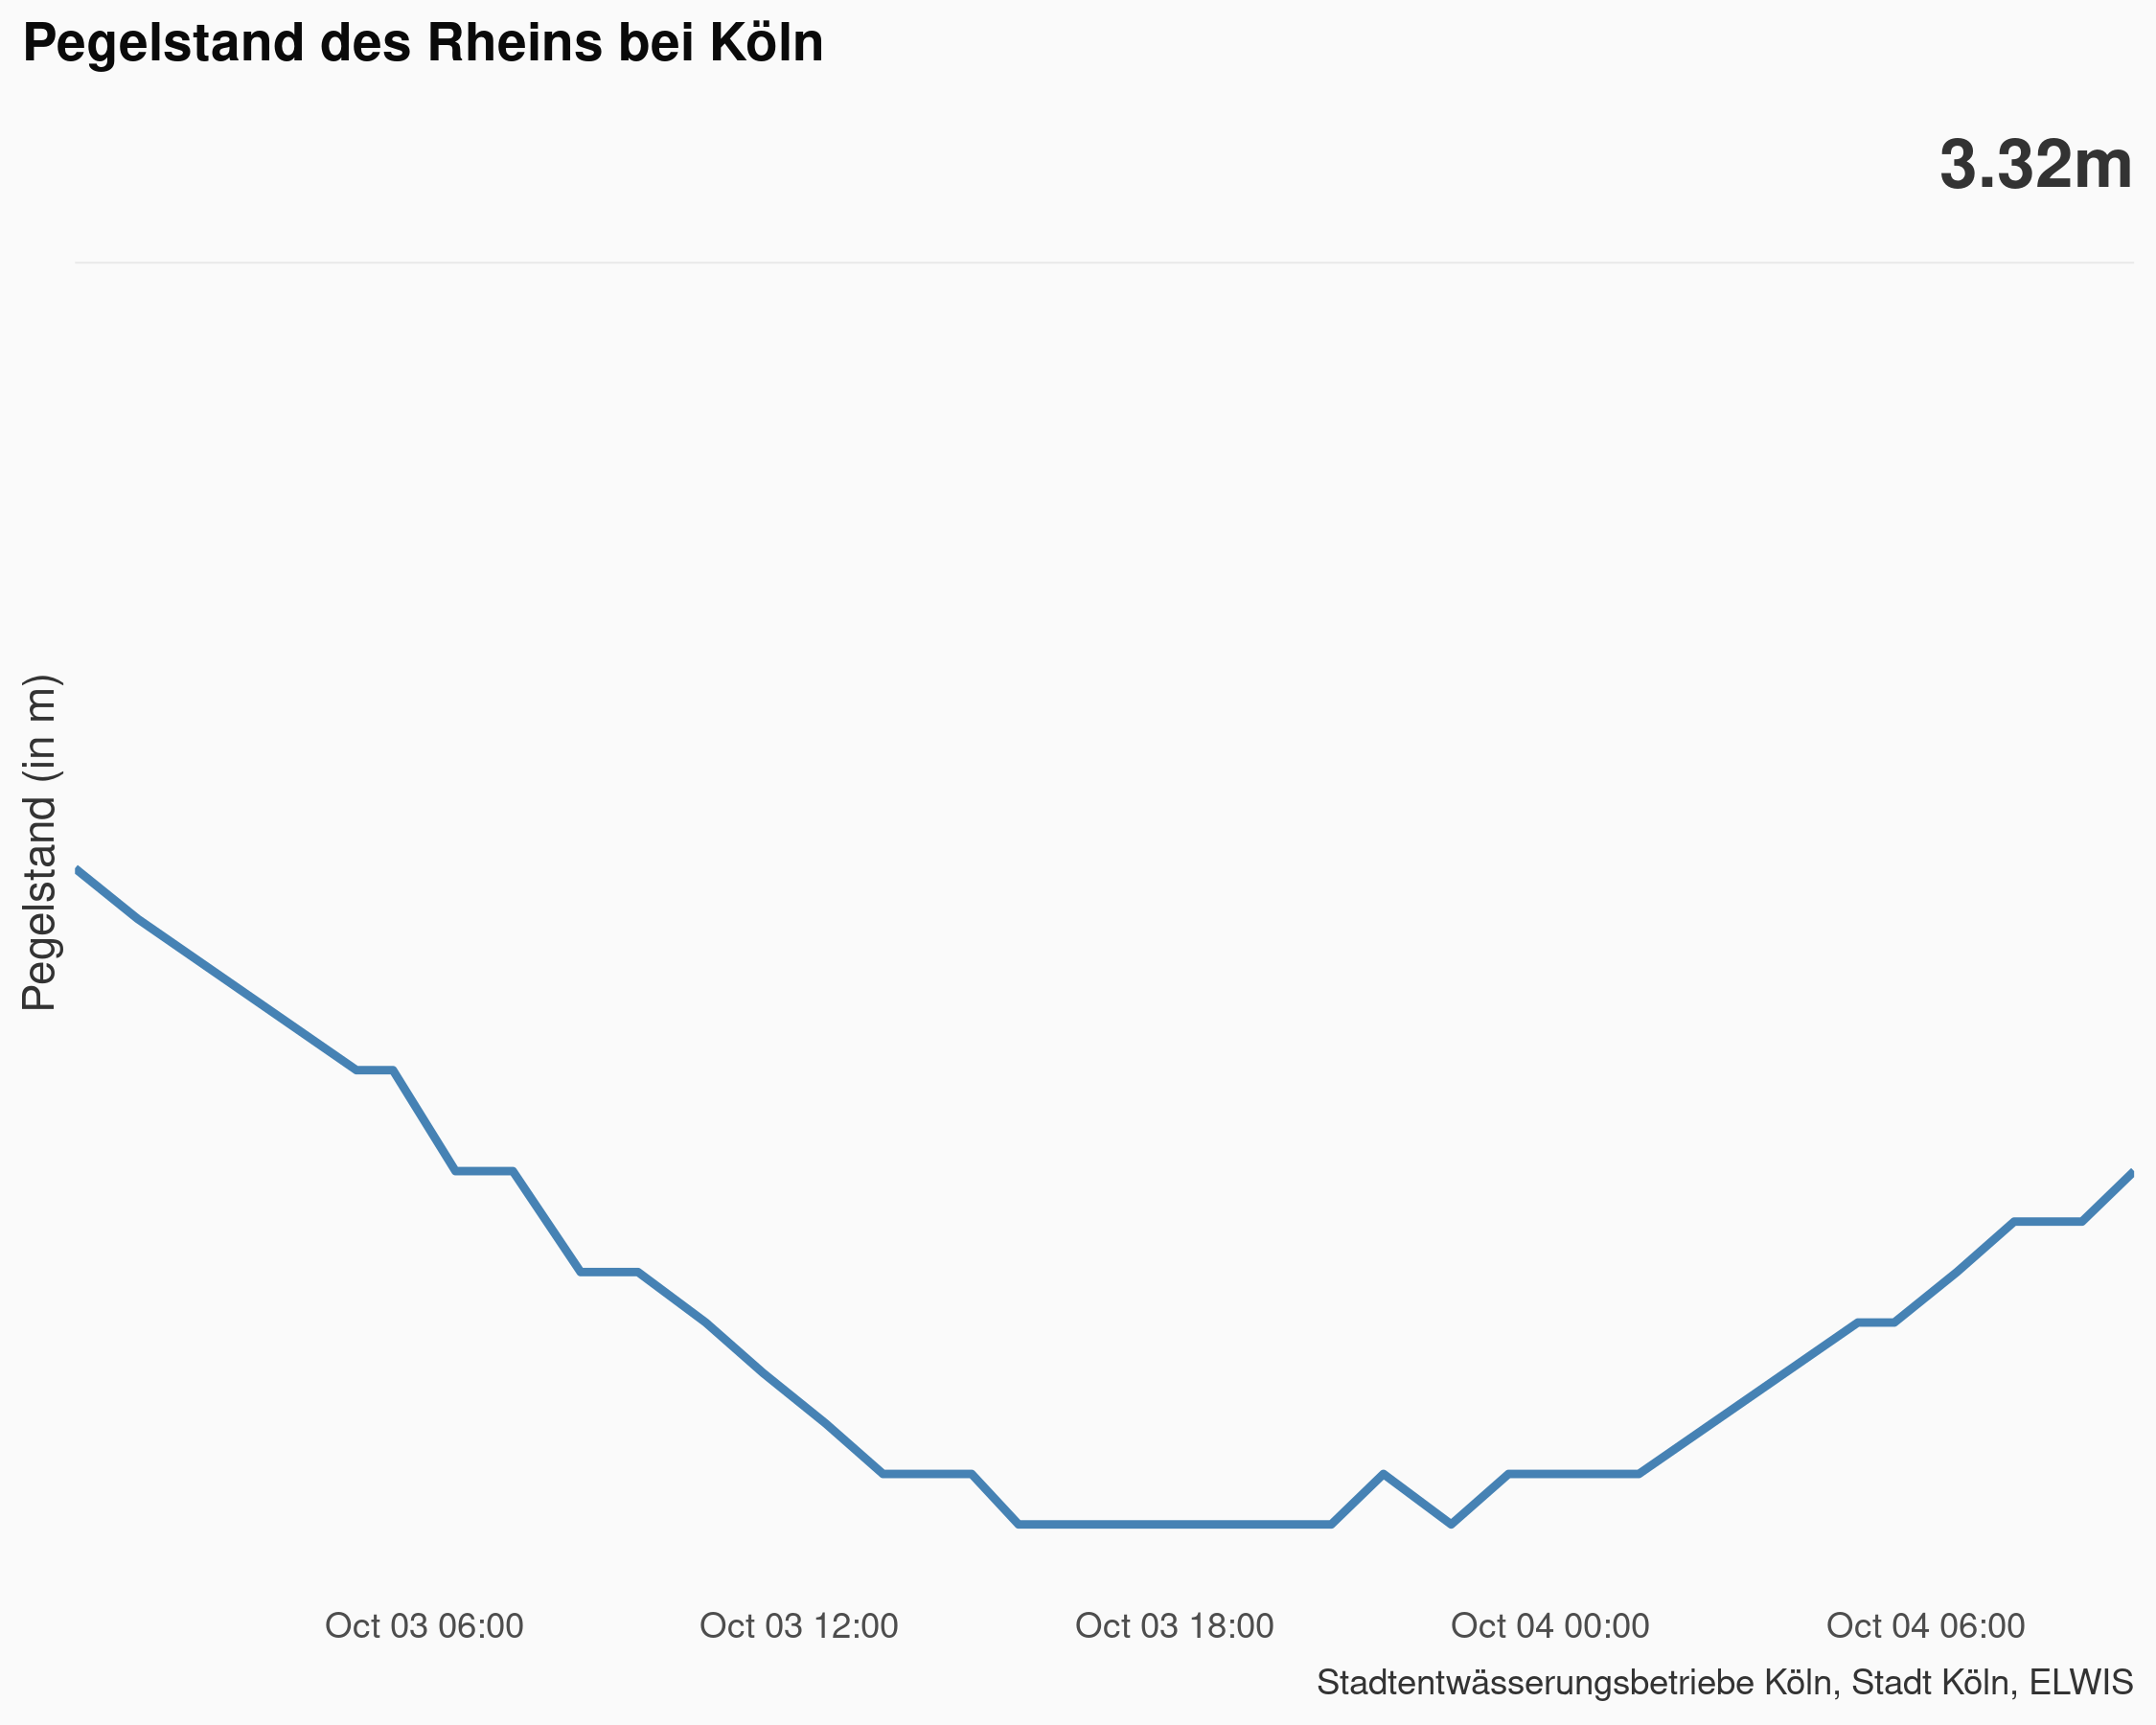 Pegelstand des Rheins bei Köln
3.32m
Pegelstand (in m)
Oct 03 06:00 Oct 03 12:00 Oct 03 18:00 Oct 04 00:00 Oct 04 06:00
Stadtentwässerungsbetriebe Köln, Stadt Köln, ELWIS